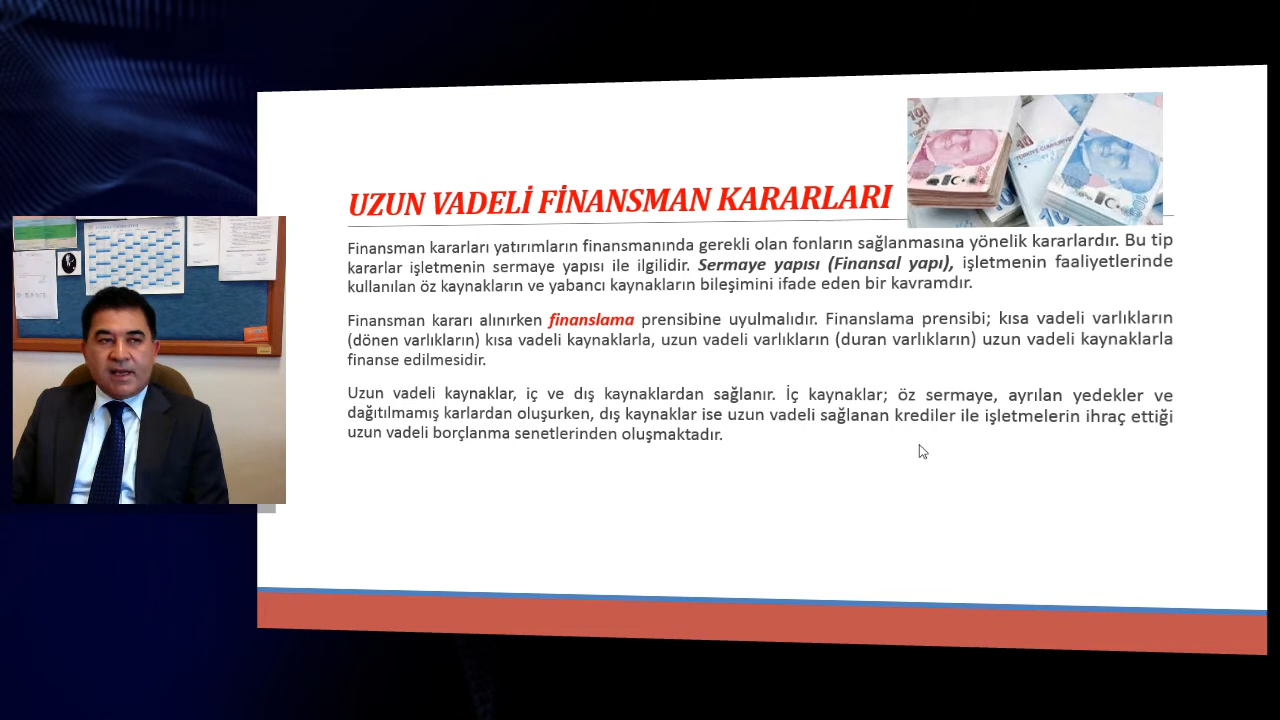 UZUN VADELİ FİNANSMAN KARARLARI
Finansman kararları yatırımların finansmanında gerekli olan fonların sağlanmasına yönelik kararlardır. Bu tip
kararlar işletmenin sermaye yapısı ile ilgilidir. Sermaye yapısı (Finansal yapı), işletmenin faaliyetlerinde
kullanılan öz kaynakların ve yabancı kaynakların bileşimini ifade eden bir kavramdır.
Finansman kararı alınırken finanslama prensibine uyulmalıdır. Finanslama prensibi; kısa vadeli varlıkların
(dönen varlıkların) kısa vadeli kaynaklarla, uzun vadeli varlıkların (duran varlıkların) uzun vadeli kaynaklarla
finanse edilmesidir.
Uzun vadeli kaynaklar, iç ve dış kaynaklardan sağlanır. İç kaynaklar; öz sermaye, ayrılan yedekler ve
dağıtılmamış karlardan oluşurken, dış kaynaklar ise uzun vadeli sağlanan krediler ile işletmelerin ihraç ettiği
uzun vadeli borçlanma senetlerinden oluşmaktadır.